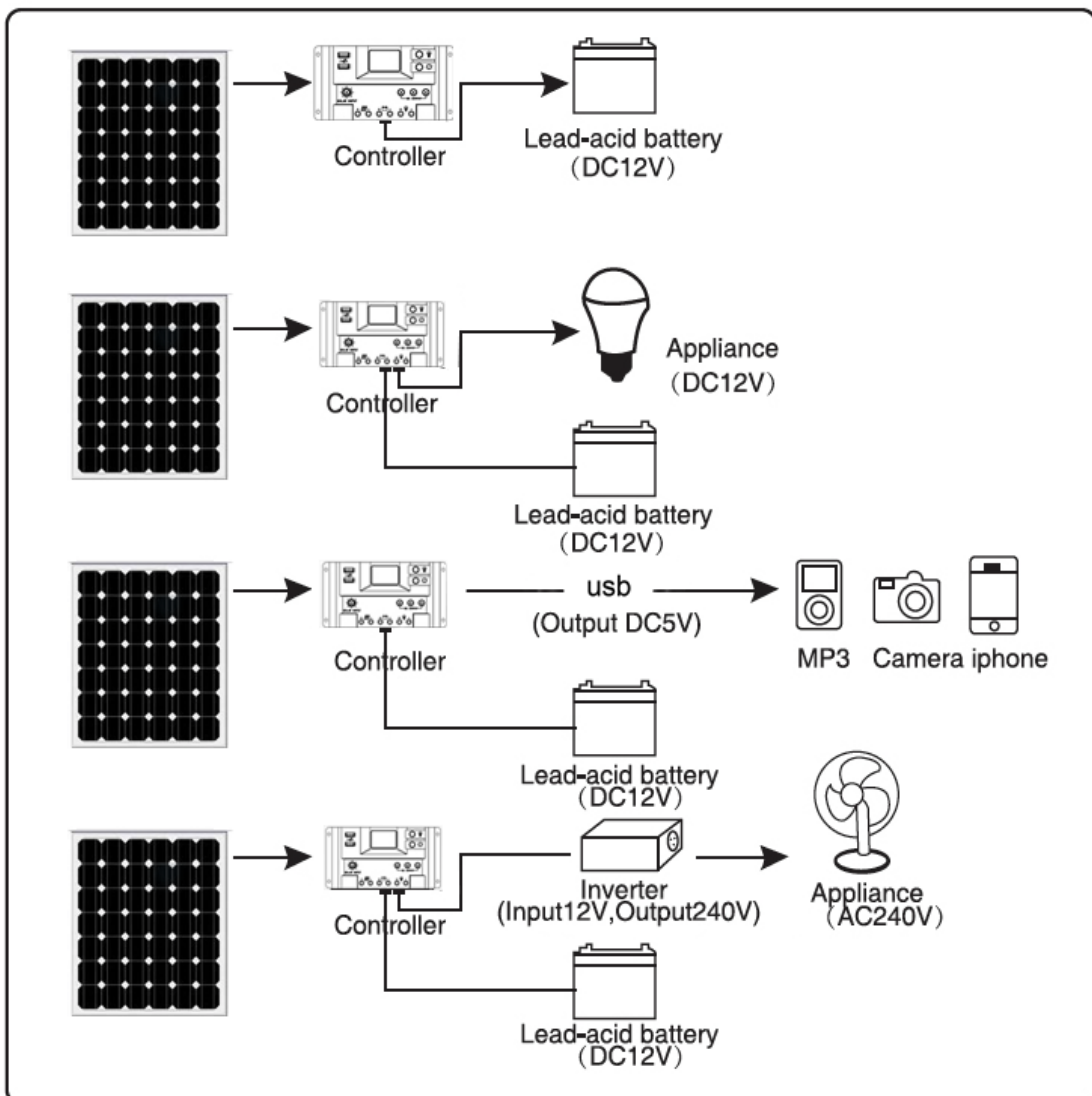 Controller
Lead-acid battery
(DC12V)
Controller
Appliance
(DC12V)
Lead-acid battery
(DC12V)
Controller
usb
(Output DC5V)
MP3 Camera iphone
Lead-acid battery
(DC12V)
Controller
Inverter
(Input12V,Output240V)
Appliance
(AC240V)
Lead-acid battery
(DC12V)